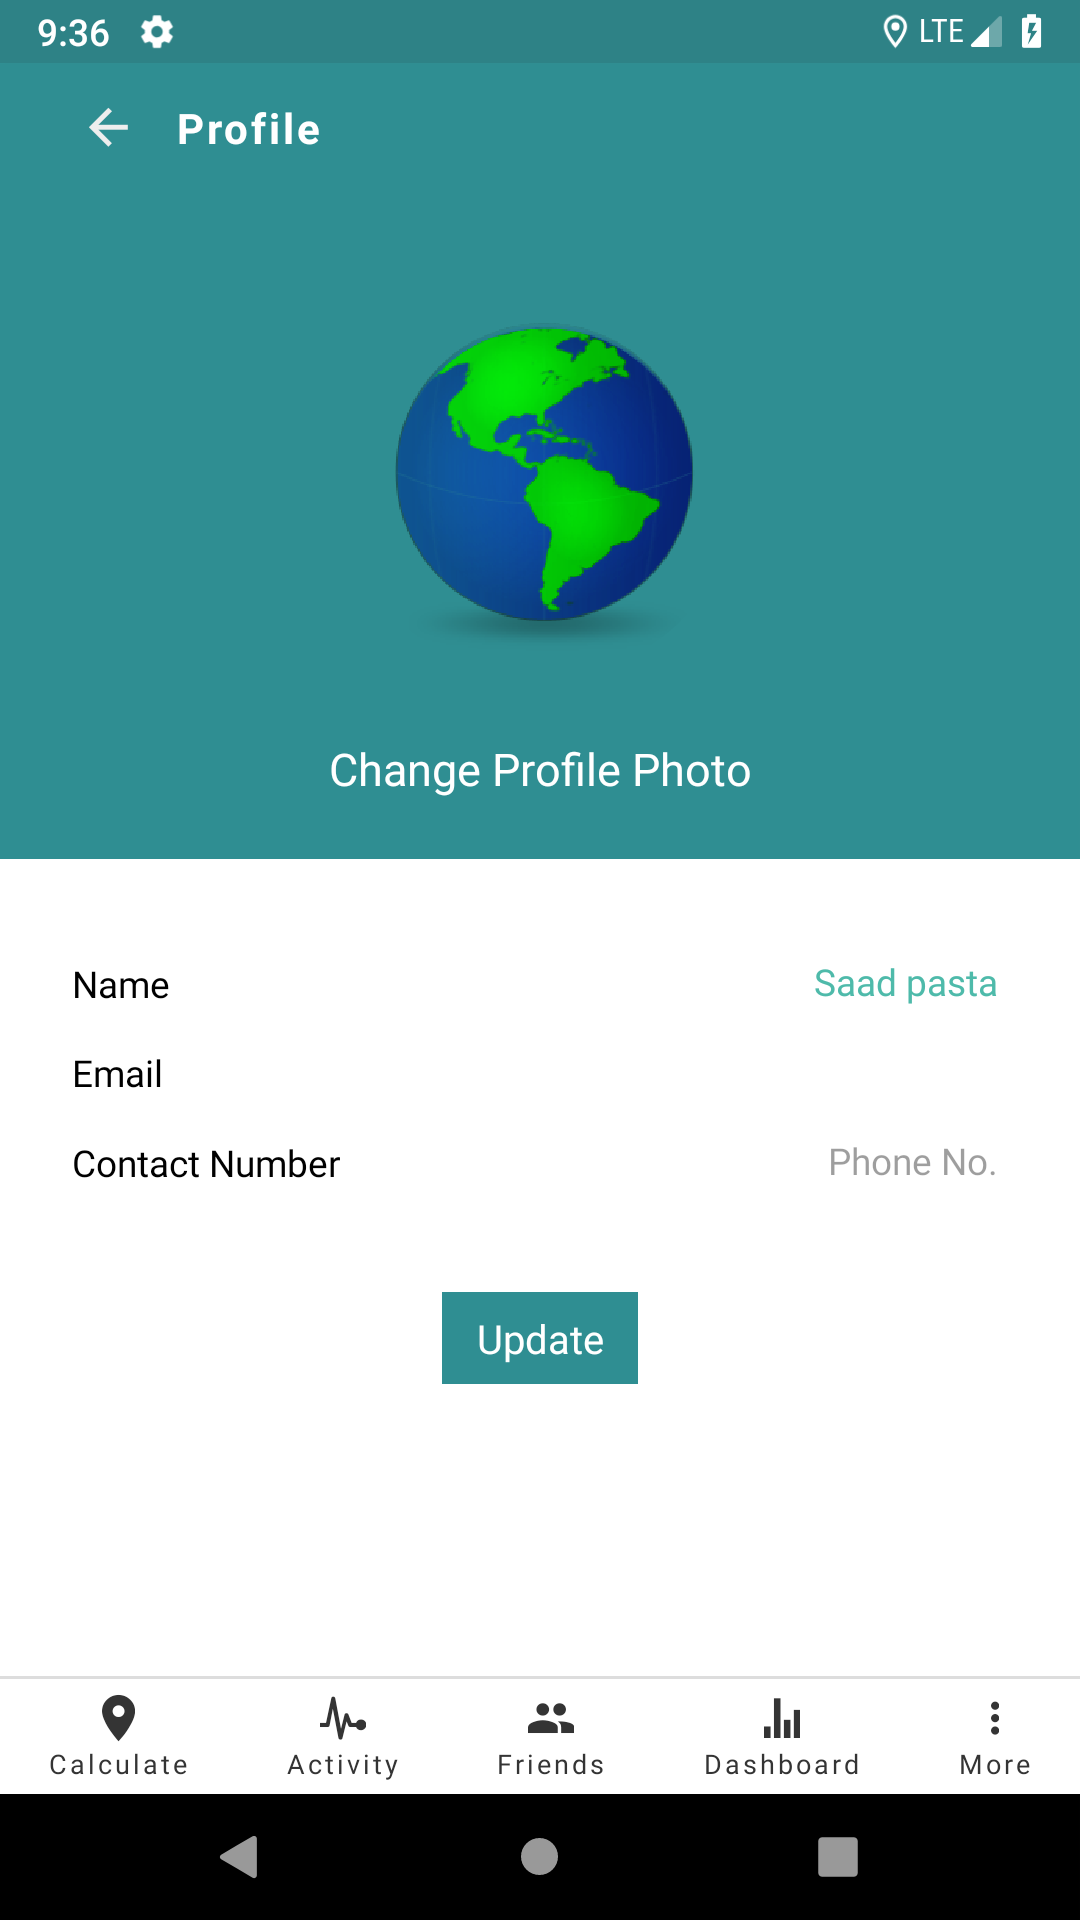 9:36 LTE
Profile
Change Profile Photo
Name Saad pasta
Email
Contact Number Phone No.
Update
Calculate Activity Friends Dashboard More